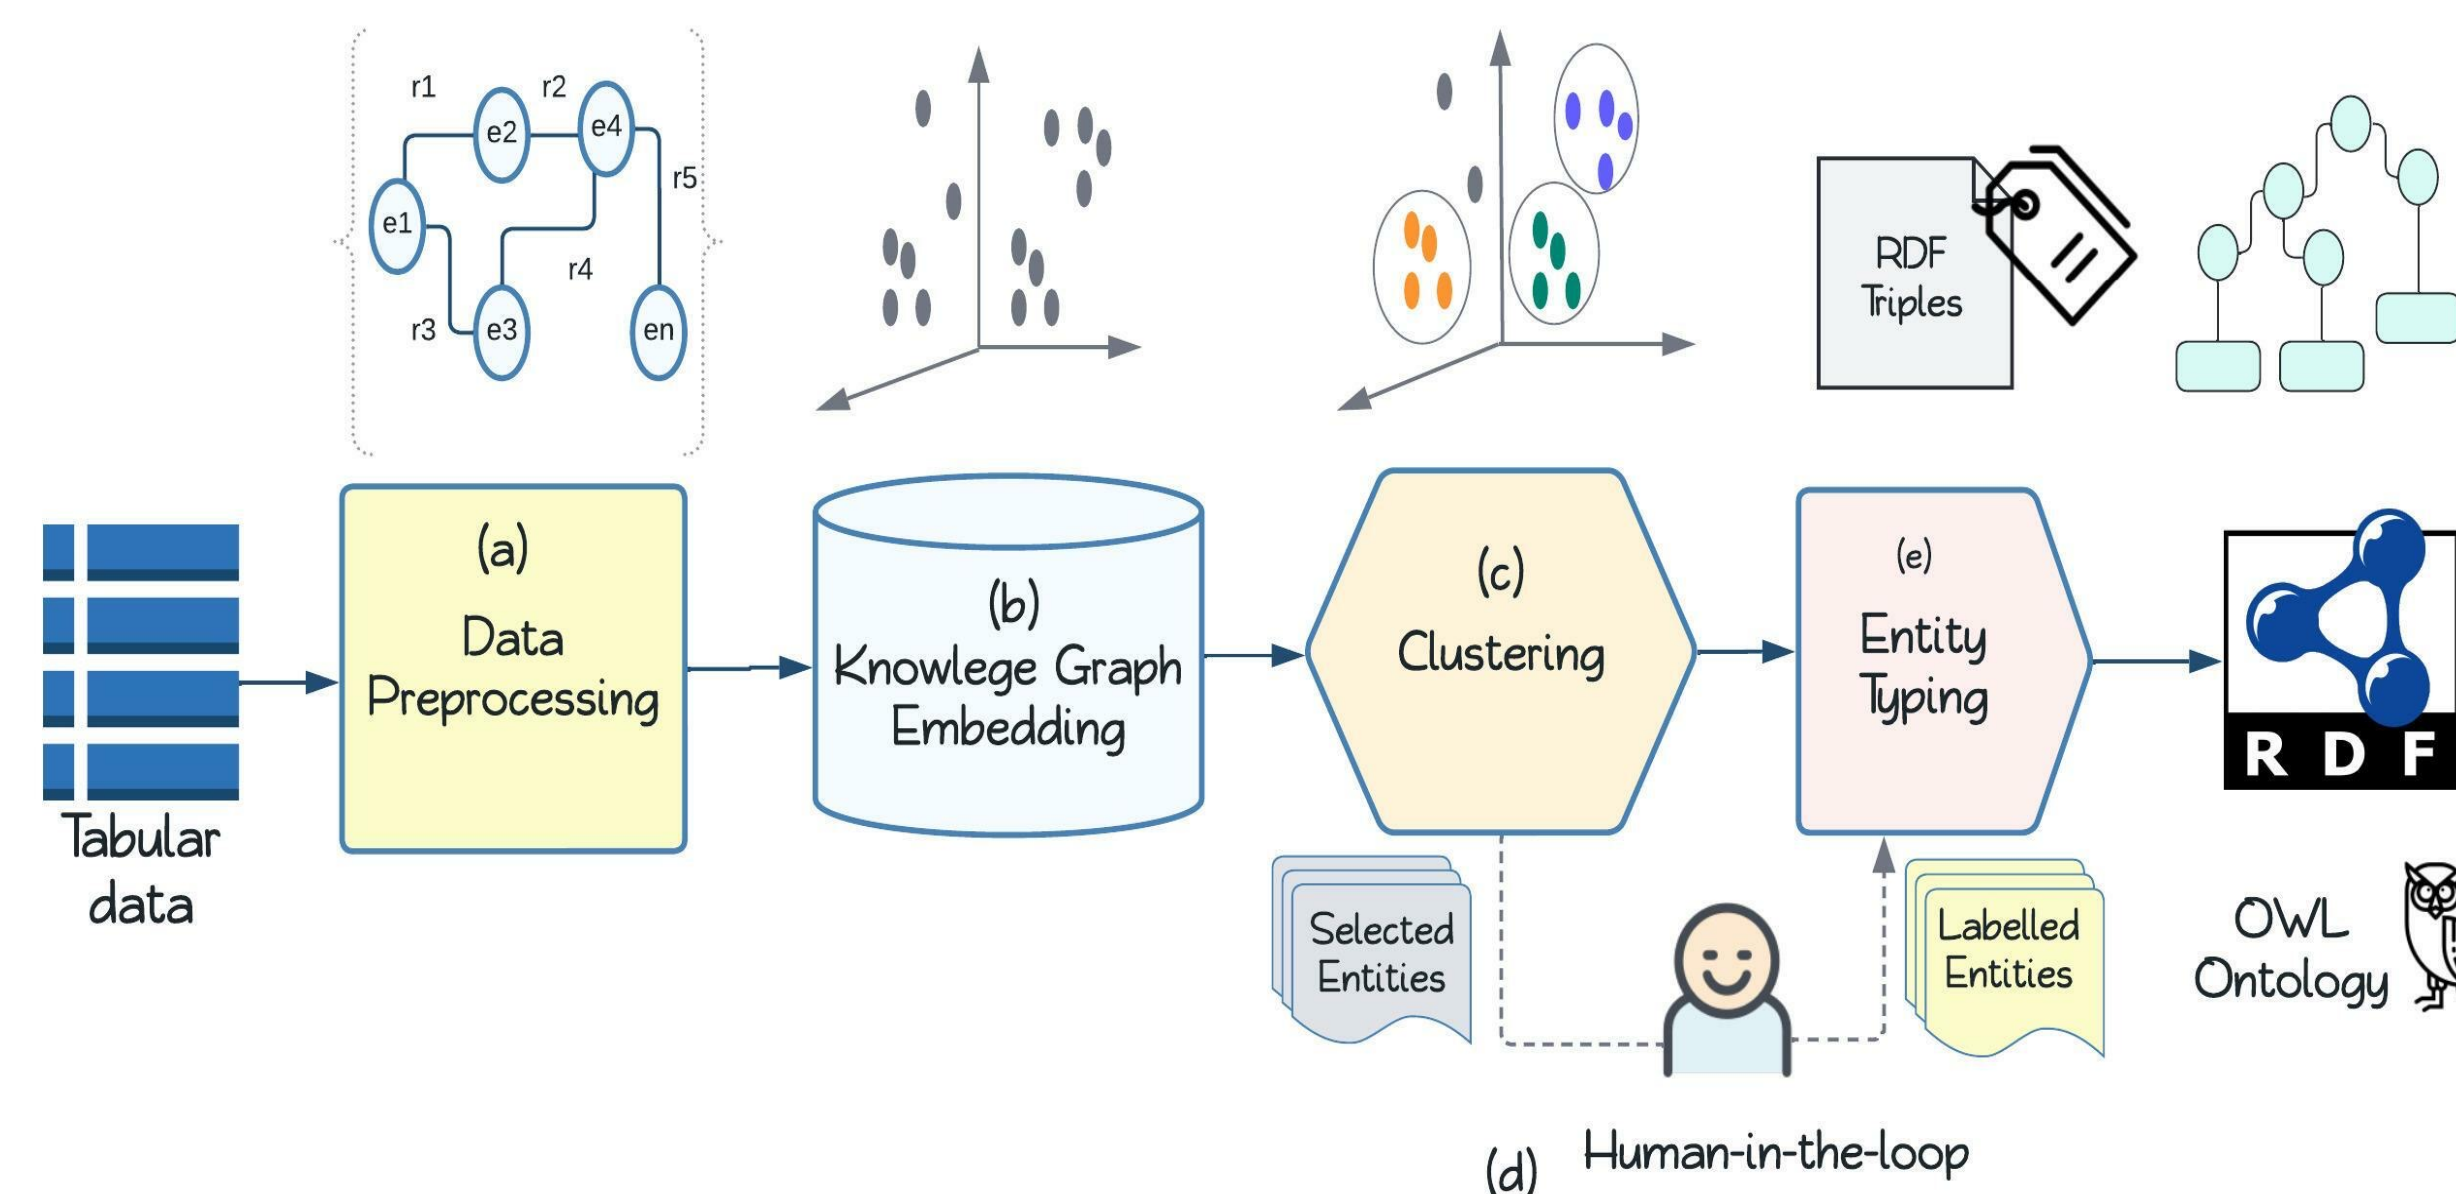 r1
r2
e2
e4
r5
e1
r4
r3
e3
en
RDF
Triples
(a)
Data
Preprocessing
(b)
Knowlege Graph
Embedding
(c)
Clustering
(e)
Entity
Typing
R D F
Tabular
data
Selected
Entities
Labelled
Entities
OWL
Ontology
(d)
Human-in-the-loop